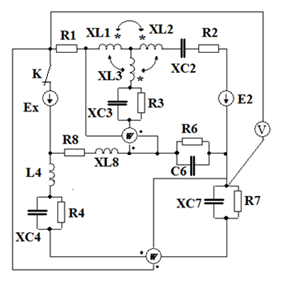 XL1 XL2
R1 * * R2
K XL3 * XC2
Ex XC3 R3 E2
W V
R8 R6
XL8 C6
L4
XC4 R4 XC7 R7
W